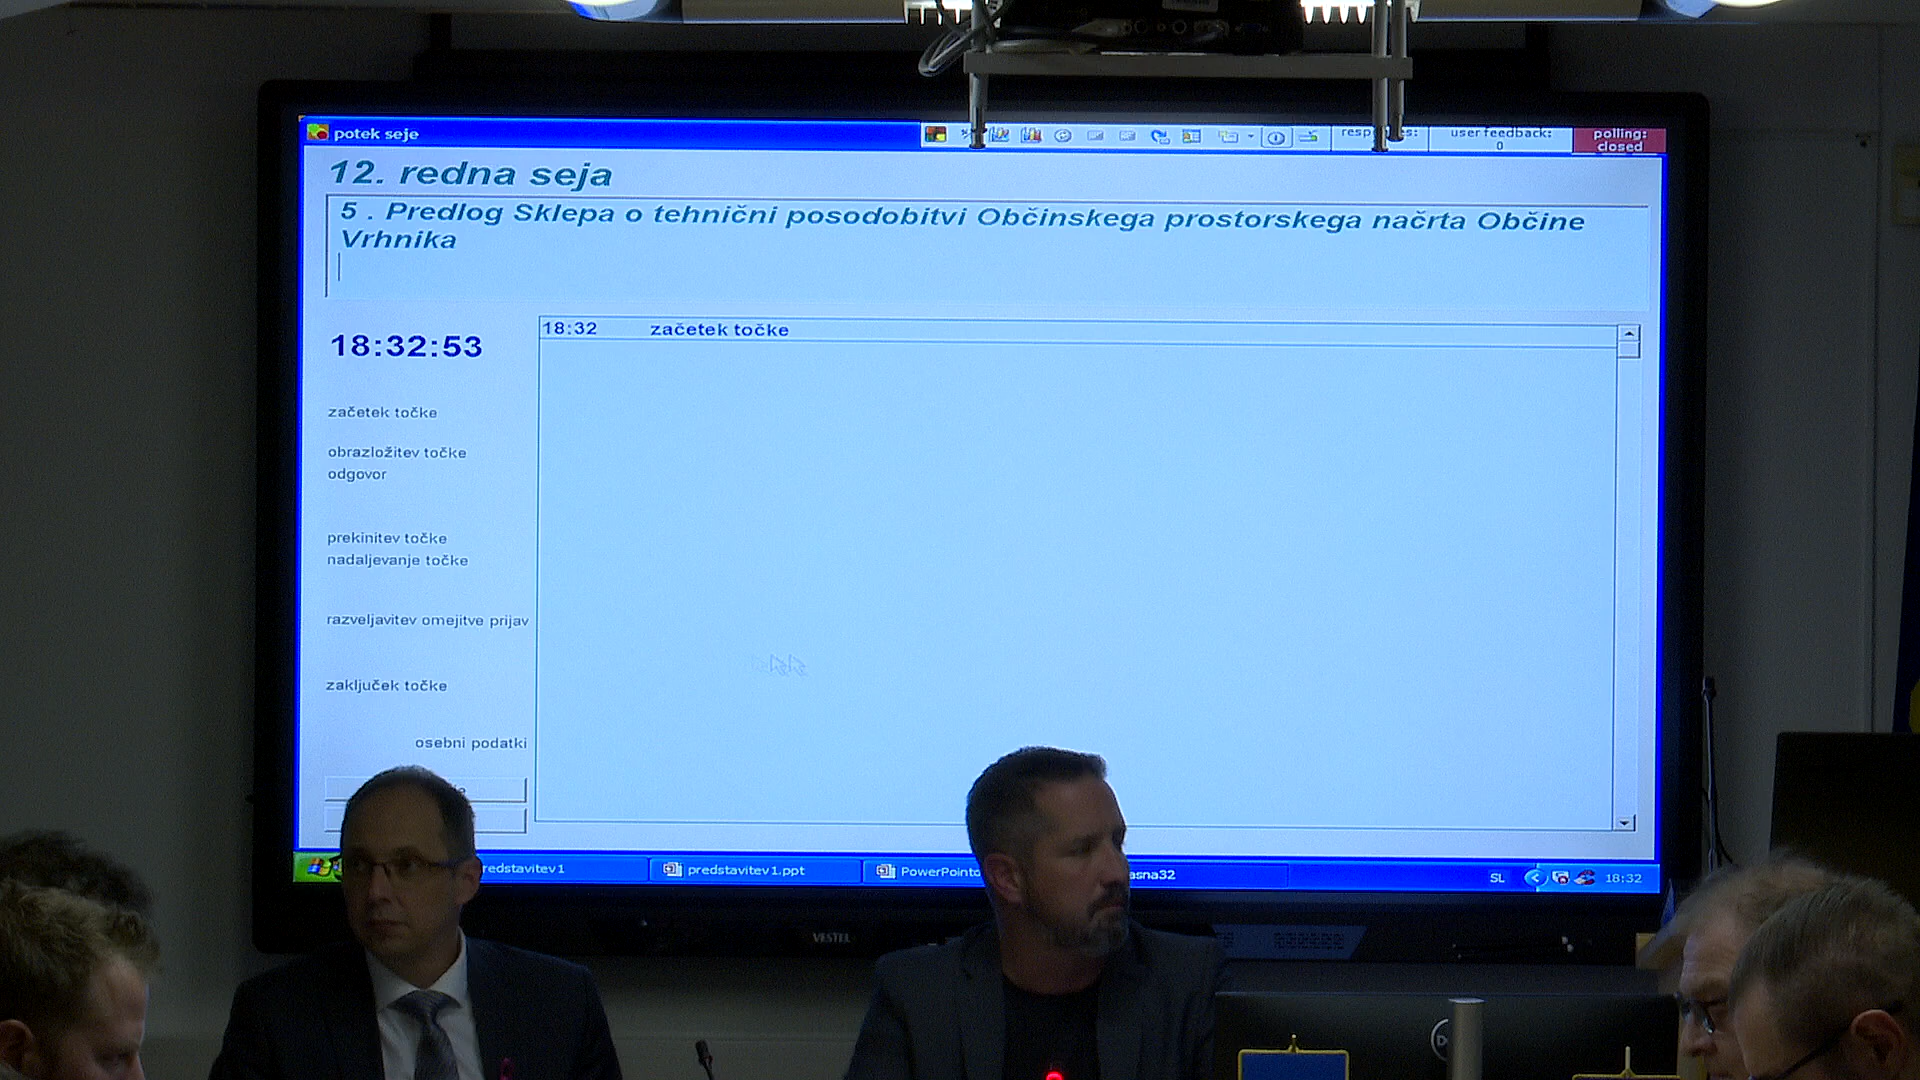 potek seje
user feedback:
0
polling:
closed
12. redna seja
5 . Predlog Sklepa o tehnični posodobitvi Občinskega prostorskega načrta Občine
Vrhnika
18:32:53
18:32 začetek točke
začetek točke
obrazložitev točke
odgovor
prekinitev točke
nadaljevanje točke
razveljavitev omejitve prijav
zaključek točke
osebni podatki
predstavitev1.ppt
SL
18:32
VESTEL